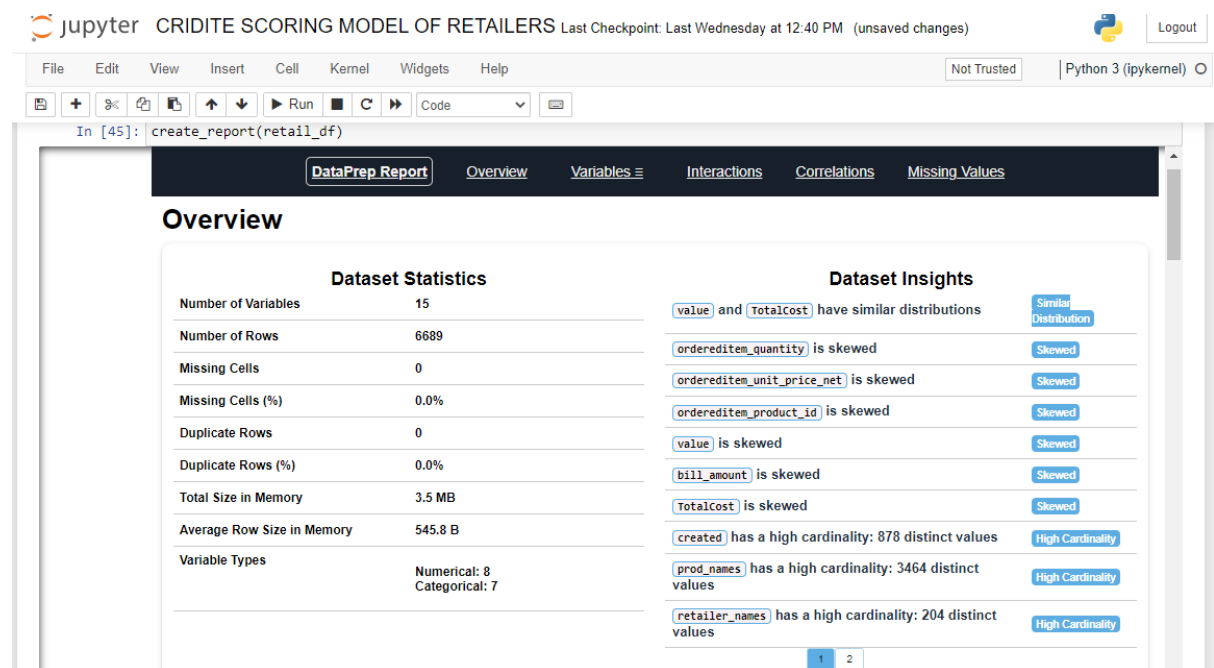 jupyter CRIDITE SCORING MODEL OF RETAILERS Last Checkpoint: Last Wednesday at 12:40 PM (unsaved changes) Logout
File Edit View Insert Cell Kernel Widgets Help Not Trusted Python 3 (ipykernel)
Run Code
In [45]: create_report(retail_df)
DataPrep Report Overview Variables ≡ Interactions Correlations Missing Values
Overview
Dataset Statistics
Number of Variables 15
Number of Rows 6689
Missing Cells 0
Missing Cells (%) 0.0%
Duplicate Rows 0
Duplicate Rows (%) 0.0%
Total Size in Memory 3.5 MB
Average Row Size in Memory 545.8 B
Variable Types
Numerical: 8
Categorical: 7
Dataset Insights
value and TotalCost have similar distributions Similar
Distribution
ordereditem_quantity is skewed Skewed
ordereditem_unit_price_net is skewed Skewed
ordereditem_product_id is skewed Skewed
value is skewed Skewed
bill_amount is skewed Skewed
TotalCost is skewed Skewed
created has a high cardinality: 878 distinct values High Cardinality
prod_names has a high cardinality: 3464 distinct
values High Cardinality
retailer_names has a high cardinality: 204 distinct
values High Cardinality
1 2